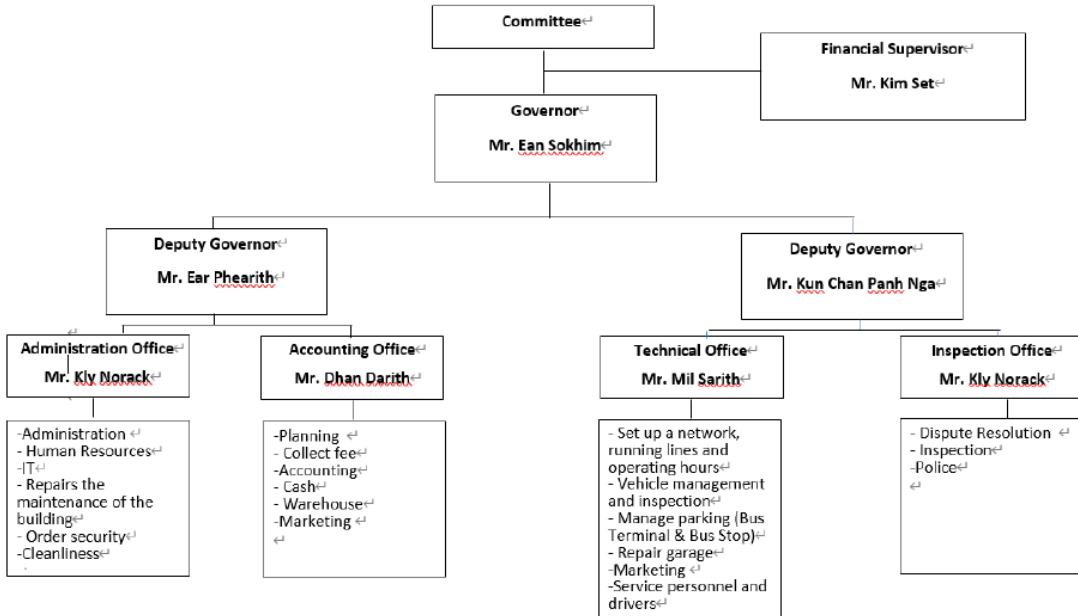 Committee
Financial Supervisor
Mr. Kim Set
Governor
Mr. Ean Sokhim
Deputy Governor
Mr. Ear Phearith
Deputy Governor
Mr. Kun Chan Panh Nga
Administration Office
Mr. Kly Norack
Accounting Office
Mr. Dhan Darith
Technical Office
Mr. Mil Sarith
Inspection Office
Mr. Kly Norack
-Administration
- Human Resources
-IT
- Repairs the
maintenance of the
building
- Order security
-Cleanliness
-Planning
- Collect fee
-Accounting
- Cash
- Warehouse
-Marketing
- Set up a network,
running lines and
operating hours
- Vehicle management
and inspection
- Manage parking (Bus
Terminal & Bus Stop)
- Repair garage
-Marketing
-Service personnel and
drivers
- Dispute Resolution
- Inspection
-Police